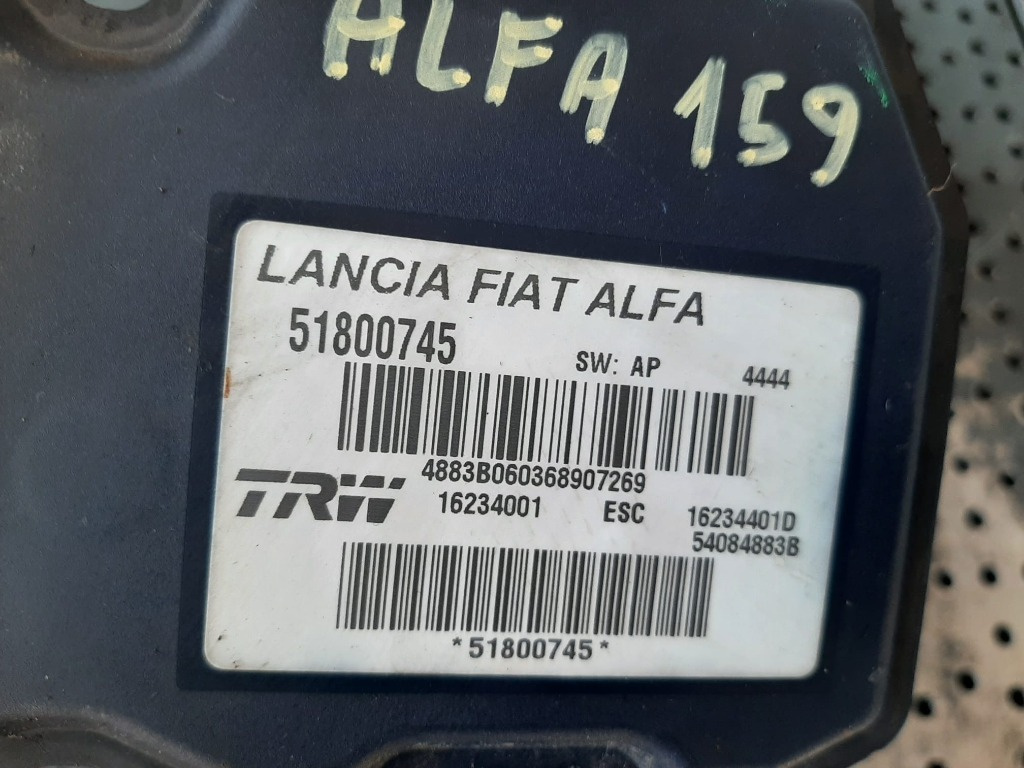 ALFA 159
LANCIA FIAT ALFA
51800745
SW: AP 4444
4883B060368907269
TRW 16234001 ESC 16234401D
54084883B
*51800745*